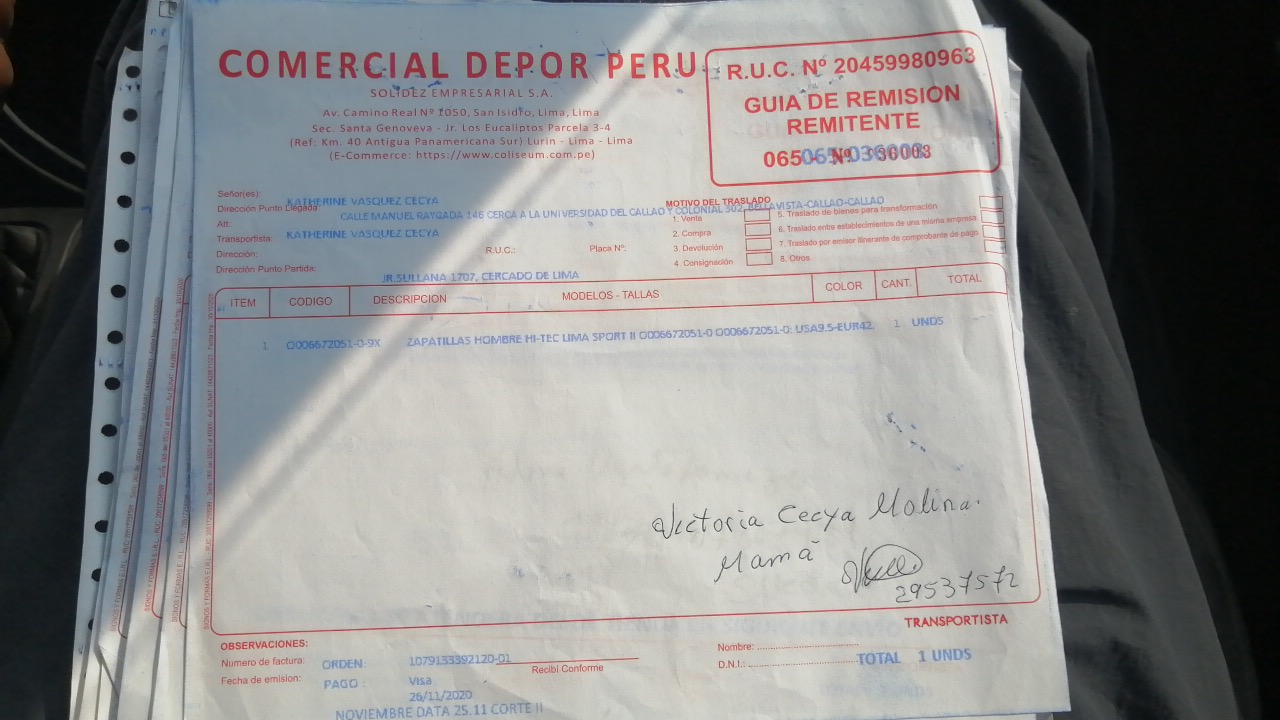 COMERCIAL DEPOR PERU
SOLIDEZ EMPRESARIAL S.A.
Av. Camino Real Nº 1050, San Isidro, Lima, Lima
Sec. Santa Genoveva - Jr. Los Eucaliptos Parcela 3-4
(Ref: Km. 40 Antigua Panamericana Sur) Lurin - Lima - Lima
(E-Commerce: https://www.coliseum.com.pe)
R.U.C. Nº 20459980963
GUIA DE REMISIÓN
REMITENTE
065 - Nº 036003
Señor(es): KATHERINE VASQUEZ CECYA
Dirección Punto Llegada: CALLE MANUEL RAYGADA 146 CERCA A LA UNIVERSIDAD DEL CALLAO Y COLONIAL 302, BELLAVISTA-CALLAO-CALLAO
Att:
Transportista: KATHERINE VASQUEZ CECYA
Dirección: R.U.C.: Placa Nº:
Dirección Punto Partida: JR.SULLANA 1707, CERCADO DE LIMA
MOTIVO DEL TRASLADO
1. Venta
2. Compra
3. Devolución
4. Consignación
5. Traslado de bienes para transformación
6. Traslado entre establecimientos de una misma empresa
7. Traslado por emisor itinerante de comprobante de pago
8. Otros
ITEM CODIGO DESCRIPCION MODELOS - TALLAS COLOR CANT. TOTAL
1 O006672051-0-9X ZAPATILLAS HOMBRE HI-TEC LIMA SPORT II O006672051-0 O006672051-0: USA9.5-EUR42. 1 UNDS
Victoria Cecya Molina.
Mamá
29537572
TRANSPORTISTA
OBSERVACIONES:
Numero de factura: ORDEN: 1079133392120-01
Fecha de emision: PAGO : Visa
Recibí Conforme
26/11/2020
NOVIEMBRE DATA 25.11 CORTE II
Nombre:
D.N.I.: TOTAL 1 UNDS